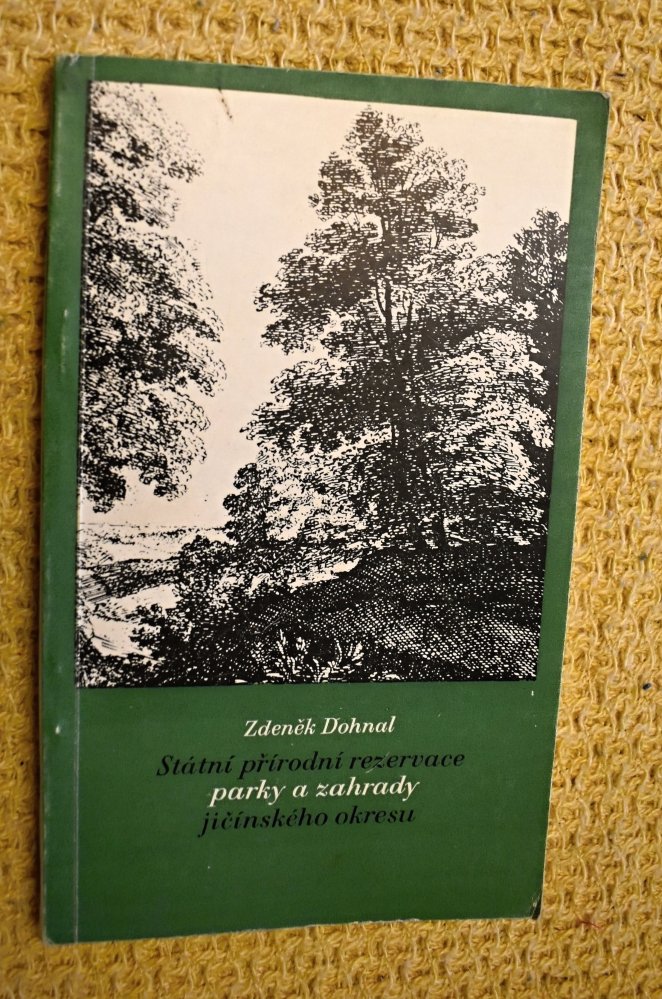 Zdeněk Dohnal
Státní přírodní rezervace
parky a zahrady
jičínského okresu